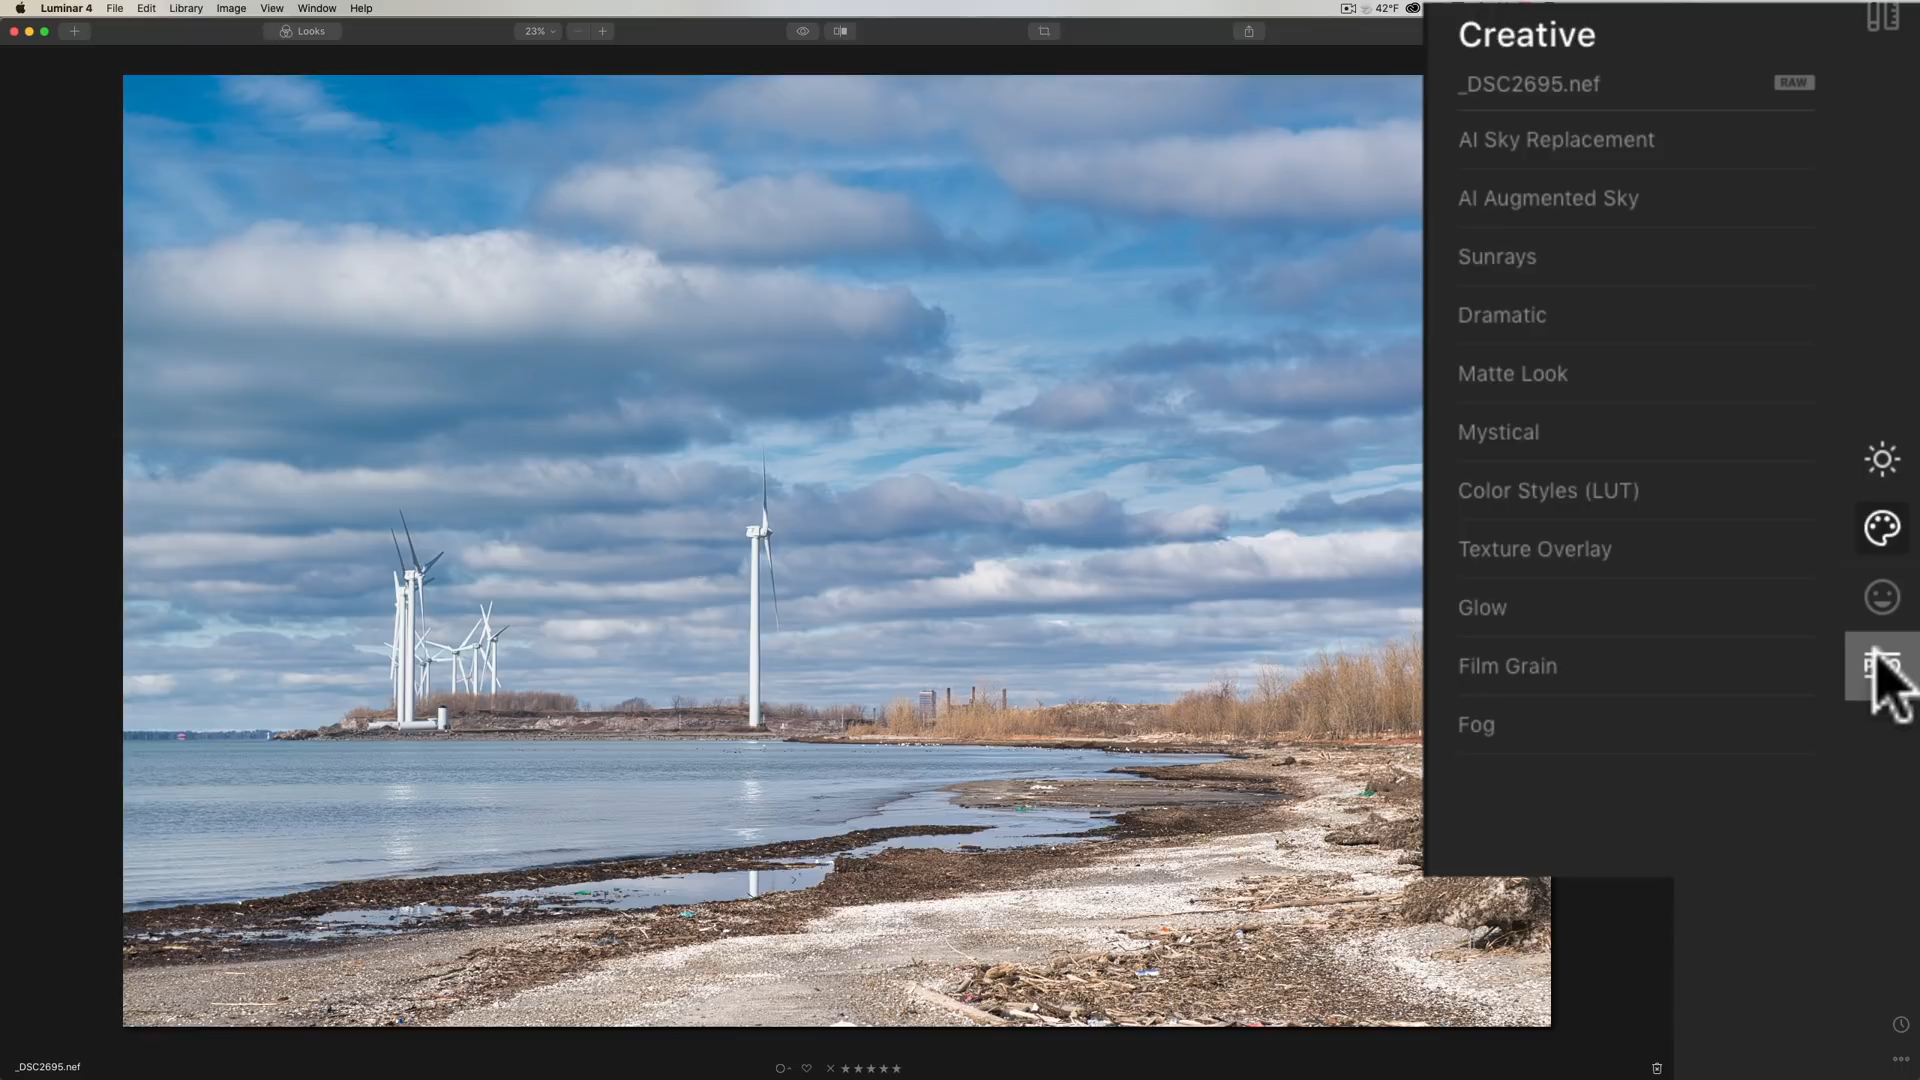 Luminar 4 File Edit Library Image View Window Help
42°F
Looks
23%
Creative
_DSC2695.nef RAW
AI Sky Replacement
AI Augmented Sky
Sunrays
Dramatic
Matte Look
Mystical
Color Styles (LUT)
Texture Overlay
Glow
Film Grain
Fog
_DSC2695.nef